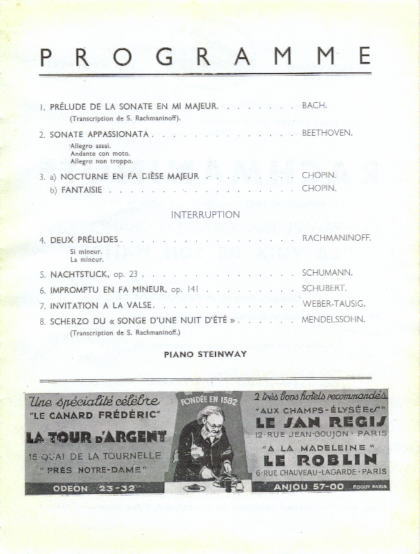 PROGRAMME
1. PRÉLUDE DE LA SONATE EN MI MAJEUR. . . . . . . . BACH.
(Transcription de S. Rachmaninoff).
2. SONATE APPASSIONATA . . . . . . . . . . . . . BEETHOVEN.
Allegro assai.
Andante con moto.
Allegro non troppo.
3. a) NOCTURNE EN FA DIÈSE MAJEUR . . . . . . . . CHOPIN.
b) FANTAISIE . . . . . . . . . . . . . . . CHOPIN.
INTERRUPTION
4. DEUX PRÉLUDES. . . . . . . . . . . . . . . RACHMANINOFF.
Si mineur.
La mineur.
5. NACHTSTUCK, op. 23 . . . . . . . . . . . . . SCHUMANN.
6. IMPROMPTU EN FA MINEUR, op. 141 . . . . . . . . SCHUBERT.
7. INVITATION A LA VALSE. . . . . . . . . . . . WEBER-TAUSIG.
8. SCHERZO DU « SONGE D'UNE NUIT D'ÉTÉ » . . . . . . MENDELSSOHN.
(Transcription de S. Rachmaninoff.)
PIANO STEINWAY
Une spécialité célèbre
"LE CANARD FRÉDÉRIC"
LA TOUR d'ARGENT
15 QUAI DE LA TOURNELLE
"PRÈS NOTRE-DAME"
ODEON 23-32
FONDÉE EN 1582
2 très bons hotels recommandés
"AUX CHAMPS-ÉLYSÉES"
LE SAN REGIS
12 RUE JEAN-GOUJON - PARIS
"A LA MADELEINE"
LE ROBLIN
6 RUE CHAUVEAU-LAGARDE - PARIS
ANJOU 57-00